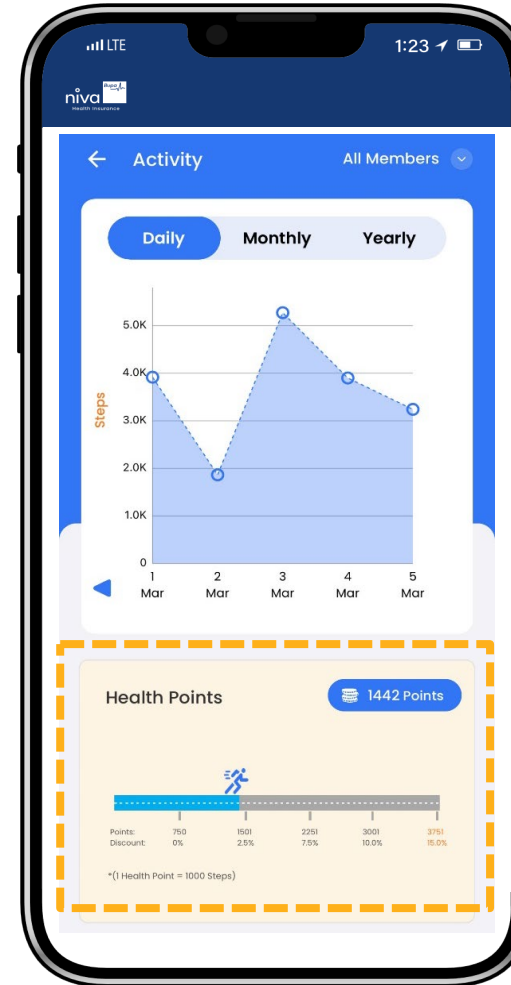 LTE 1:23
niva Bupa
Health Insurance
Activity All Members
Daily Monthly Yearly
5.0K
4.0K
3.0K
2.0K
1.0K
0
Steps
1 2 3 4 5
Mar Mar Mar Mar Mar
Health Points 1442 Points
Points: 750 1501 2251 3001 3751
Discount: 0% 2.5% 7.5% 10.0% 15.0%
*(1 Health Point = 1000 Steps)